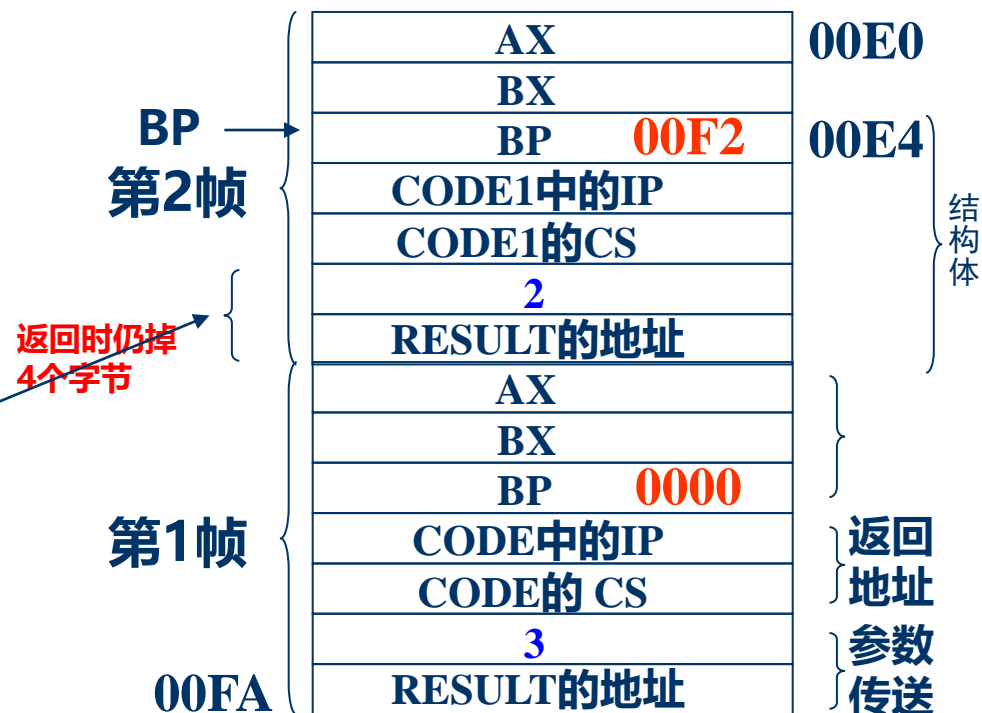 AX 00E0
BX
BP BP 00F2 00E4
第2帧 CODE1中的IP
CODE1的CS
结构体
2
返回时仍掉
4个字节
RESULT的地址
AX
BX
BP 0000
第1帧 CODE中的IP 返回
CODE的 CS 地址
3 参数
00FA RESULT的地址 传送